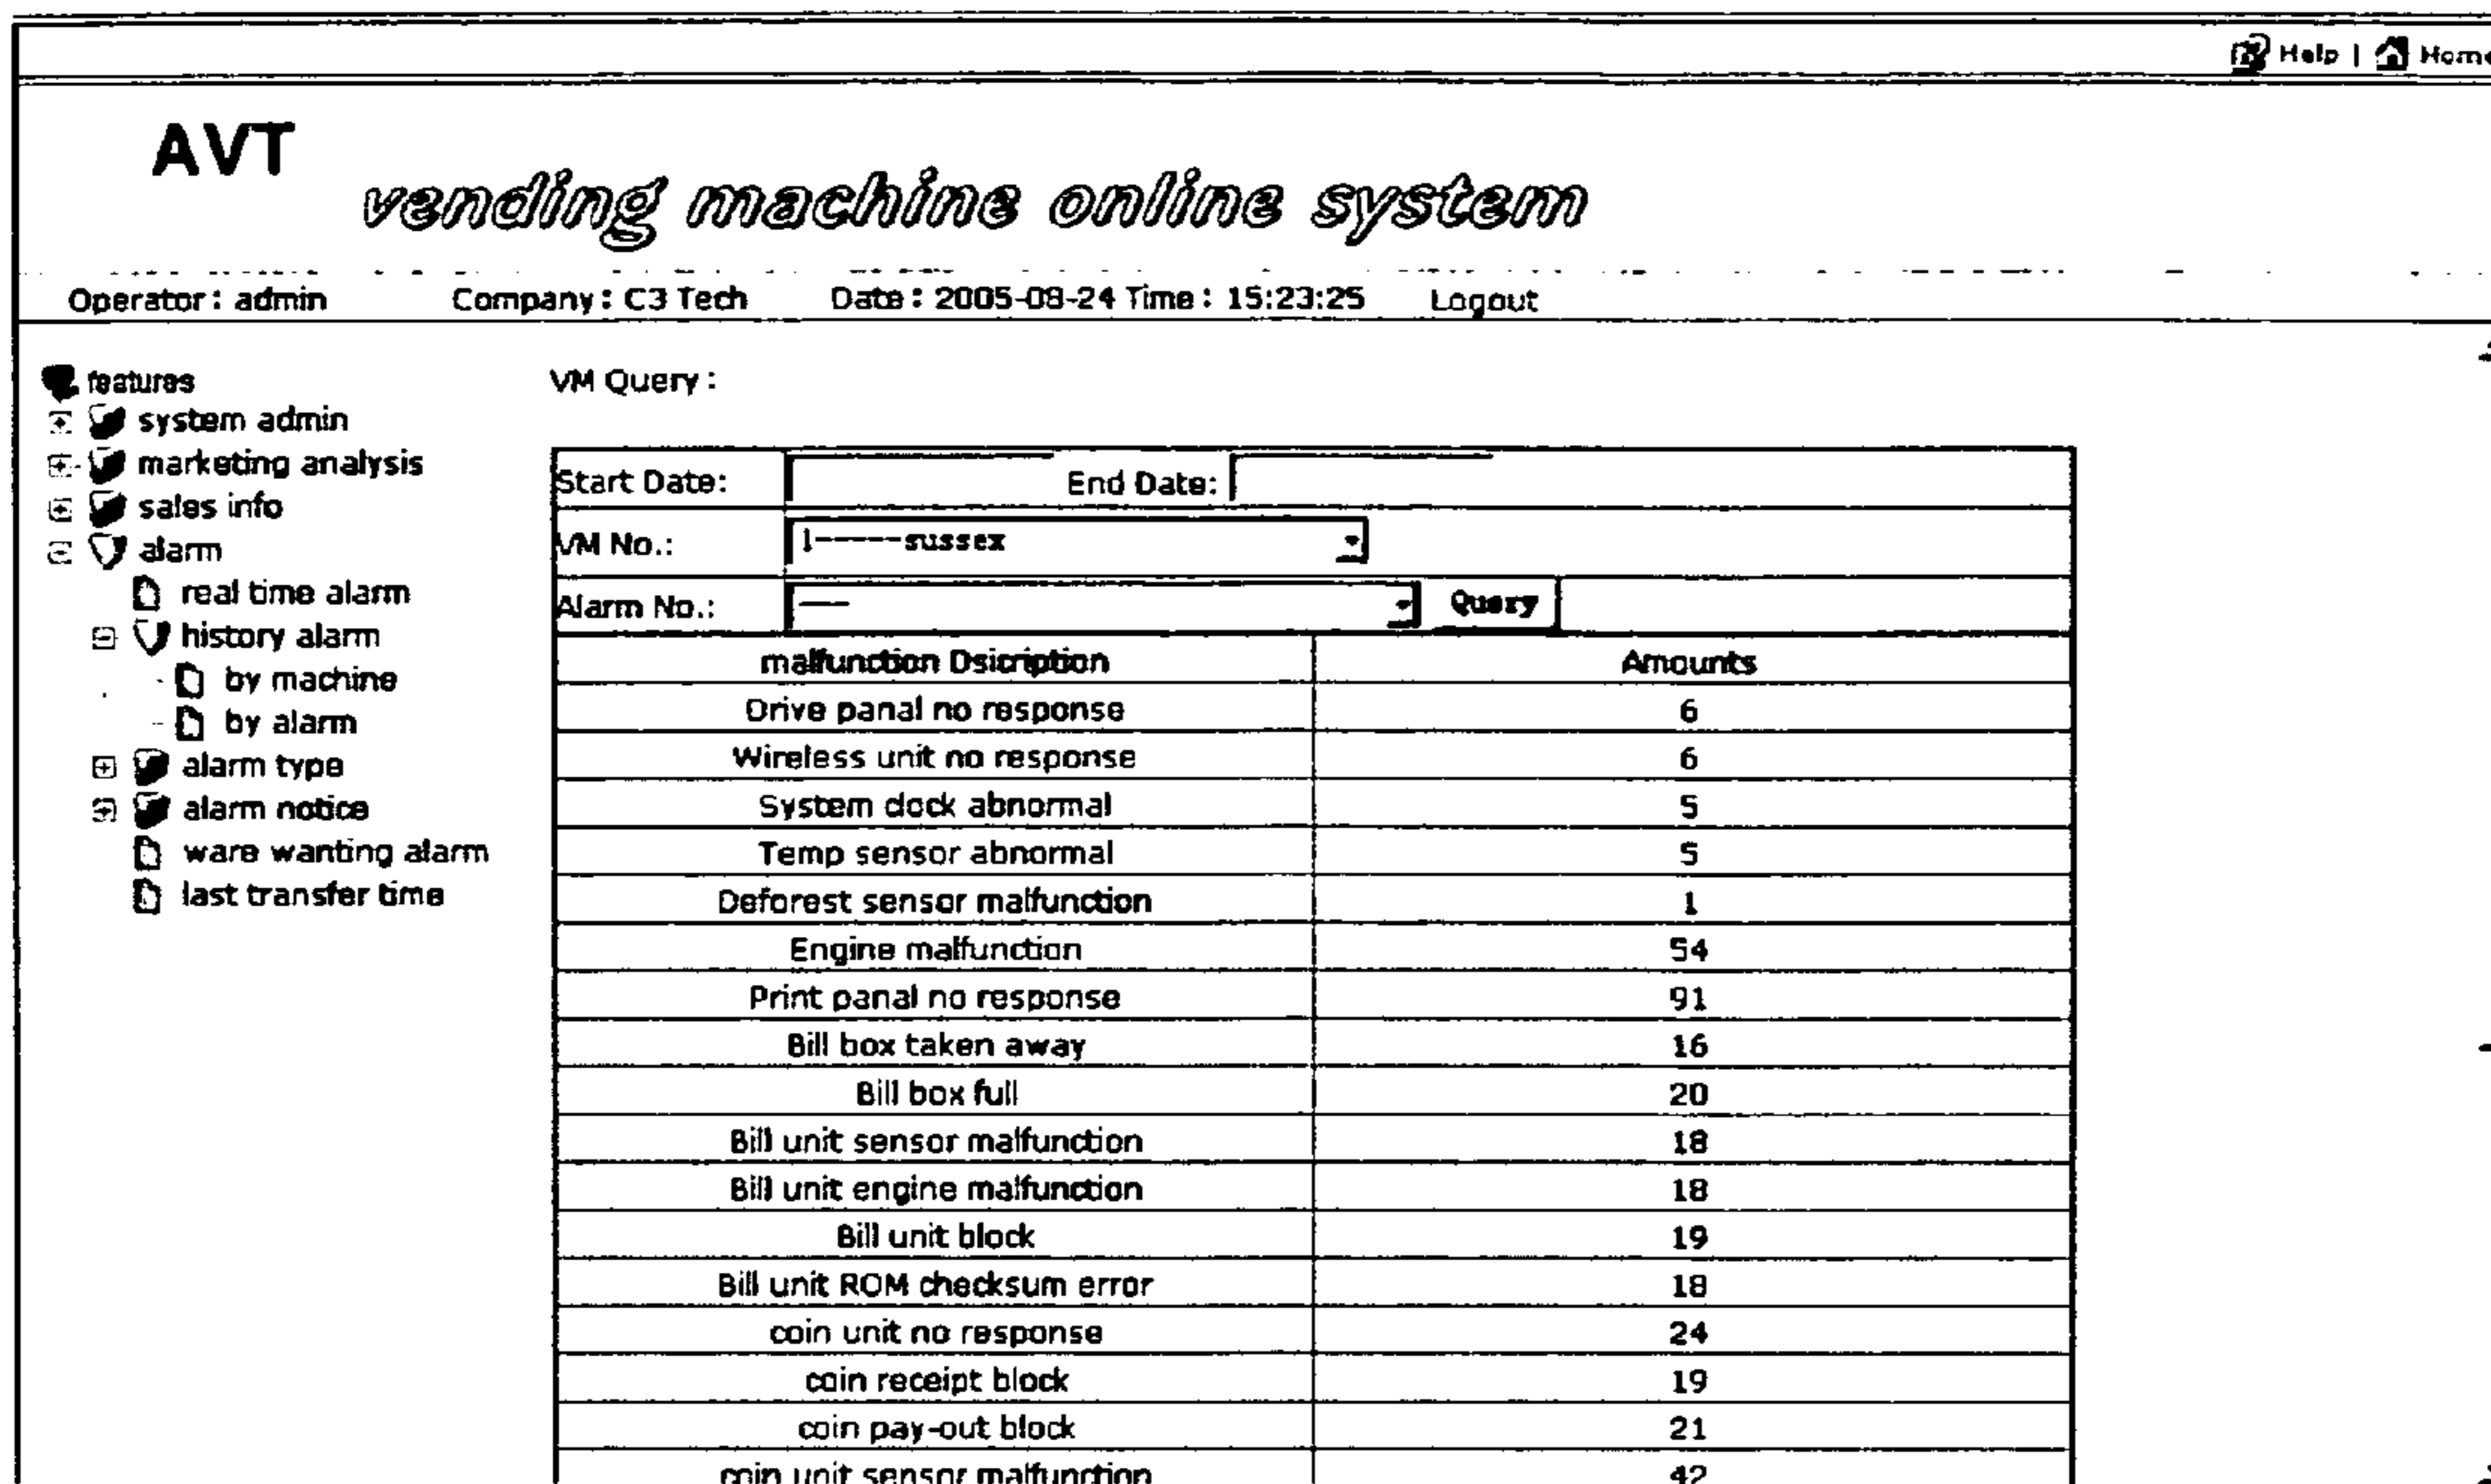 Help | Home
AVT
vending machine online system
Operator: admin Company: C3 Tech Date: 2005-08-24 Time: 15:23:25 Logout
features
system admin
marketing analysis
sales info
alarm
real time alarm
history alarm
by machine
by alarm
alarm type
alarm notice
ware wanting alarm
last transfer time
VM Query:
Start Date: End Date:
VM No.: 1-----sussex
Alarm No.: --- Query
malfunction Dsicription Amounts
Drive panal no response 6
Wireless unit no response 6
System clock abnormal 5
Temp sensor abnormal 5
Deforest sensor malfunction 1
Engine malfunction 54
Print panal no response 91
Bill box taken away 16
Bill box full 20
Bill unit sensor malfunction 18
Bill unit engine malfunction 18
Bill unit block 19
Bill unit ROM checksum error 18
coin unit no response 24
coin receipt block 19
coin pay-out block 21
coin unit sensor malfunction 42